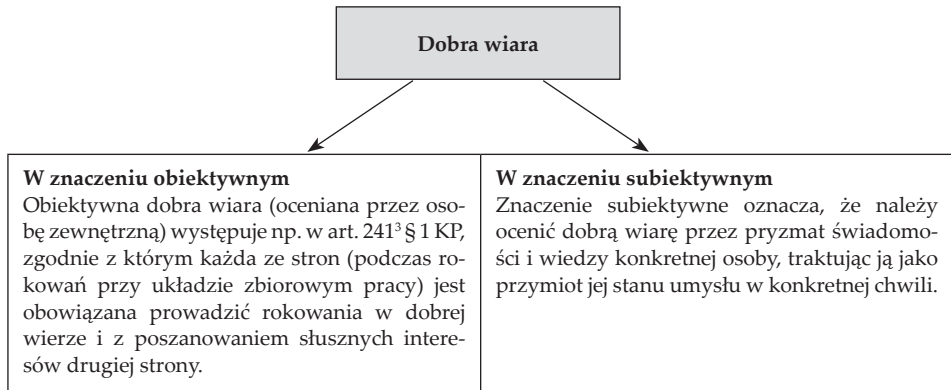 Dobra wiara
W znaczeniu obiektywnym
Obiektywna dobra wiara (oceniana przez oso-
bę zewnętrzną) występuje np. w art. 241³ § 1 KP,
zgodnie z którym każda ze stron (podczas ro-
kowań przy układzie zbiorowym pracy) jest
obowiązana prowadzić rokowania w dobrej
wierze i z poszanowaniem słusznych intere-
sów drugiej strony.
W znaczeniu subiektywnym
Znaczenie subiektywne oznacza, że należy
ocenić dobrą wiarę przez pryzmat świadomo-
ści i wiedzy konkretnej osoby, traktując ją jako
przymiot jej stanu umysłu w konkretnej chwili.